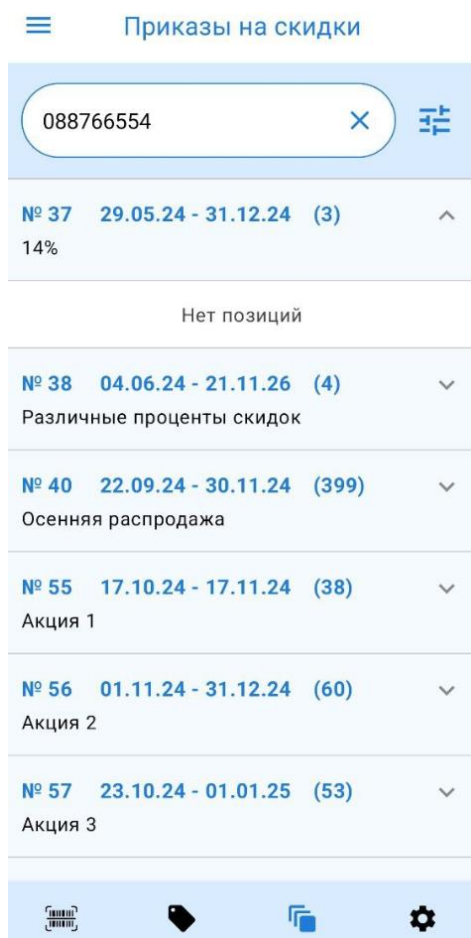 Приказы на скидки
088766554
№ 37 29.05.24 - 31.12.24 (3)
14%
Нет позиций
№ 38 04.06.24 - 21.11.26 (4)
Различные проценты скидок
№ 40 22.09.24 - 30.11.24 (399)
Осенняя распродажа
№ 55 17.10.24 - 17.11.24 (38)
Акция 1
№ 56 01.11.24 - 31.12.24 (60)
Акция 2
№ 57 23.10.24 - 01.01.25 (53)
Акция 3